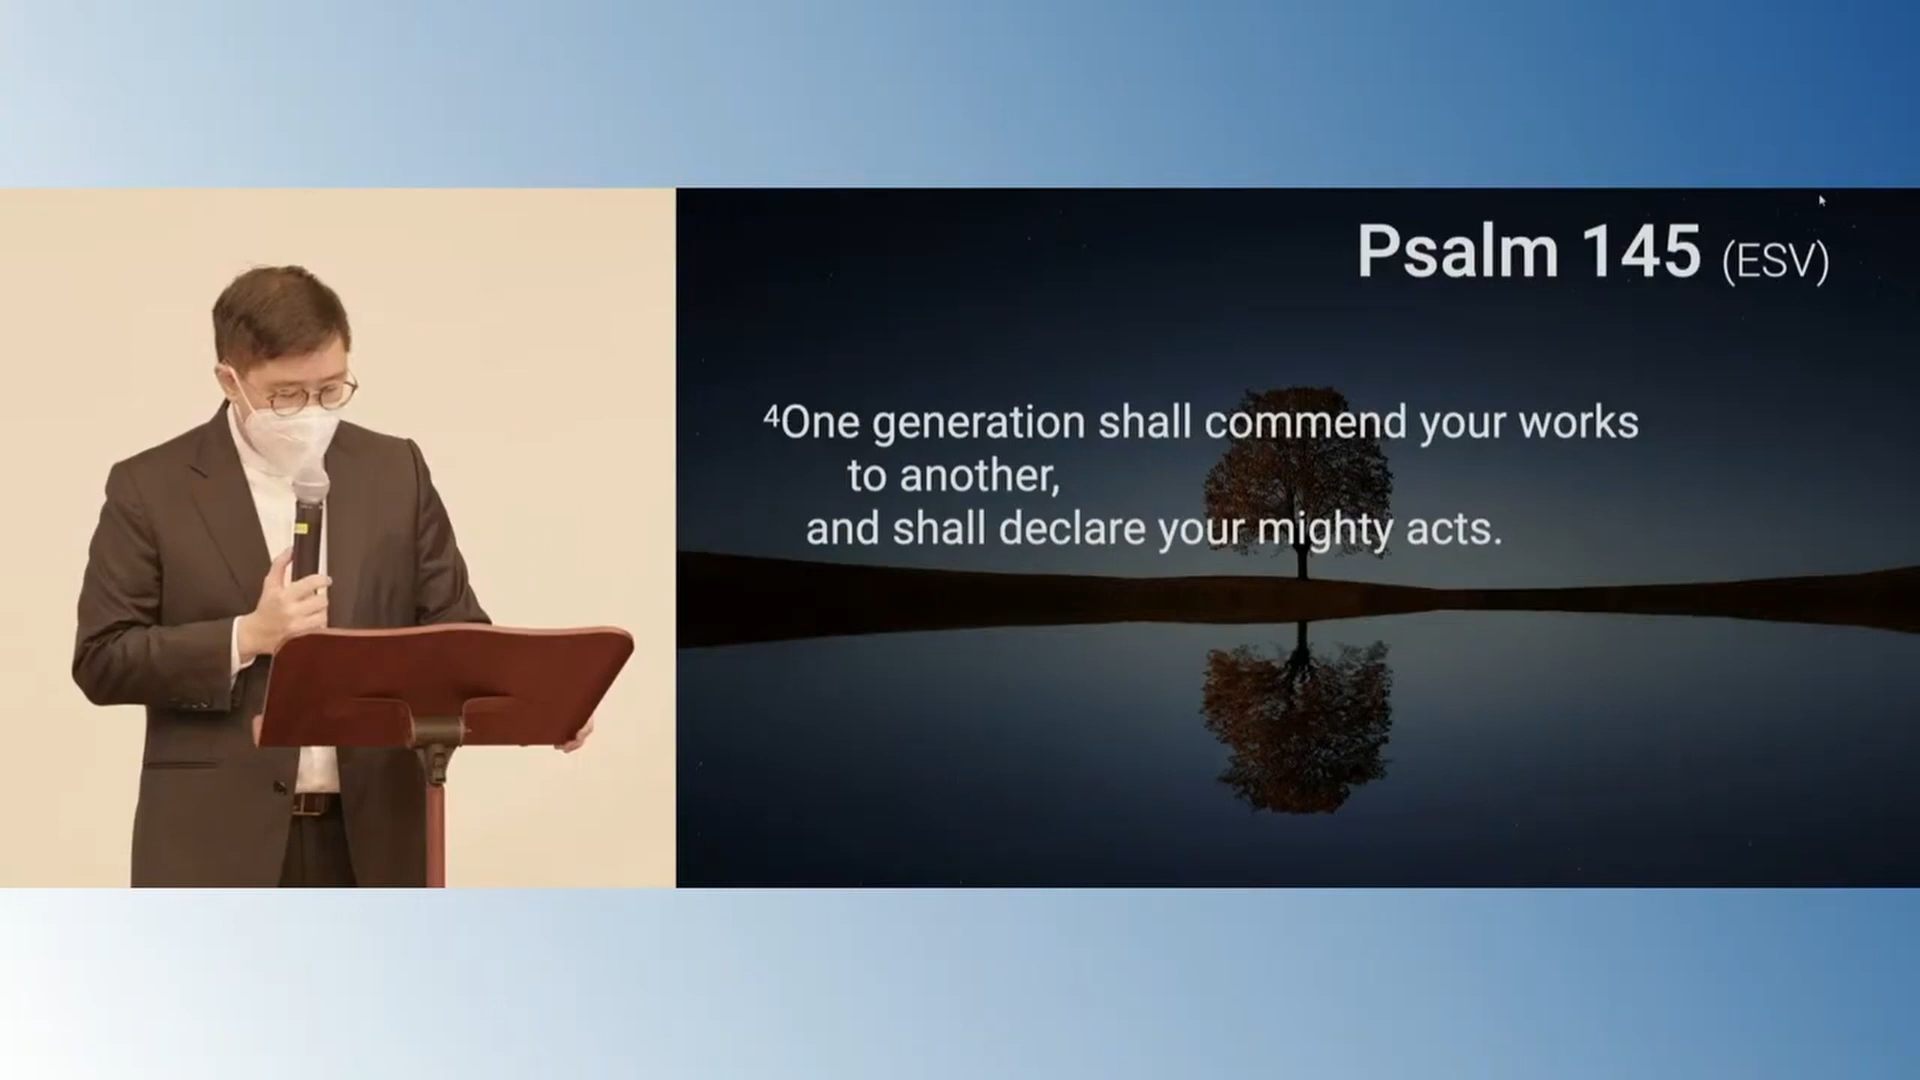 Psalm 145 (ESV)
⁴One generation shall commend your works
to another,
and shall declare your mighty acts.